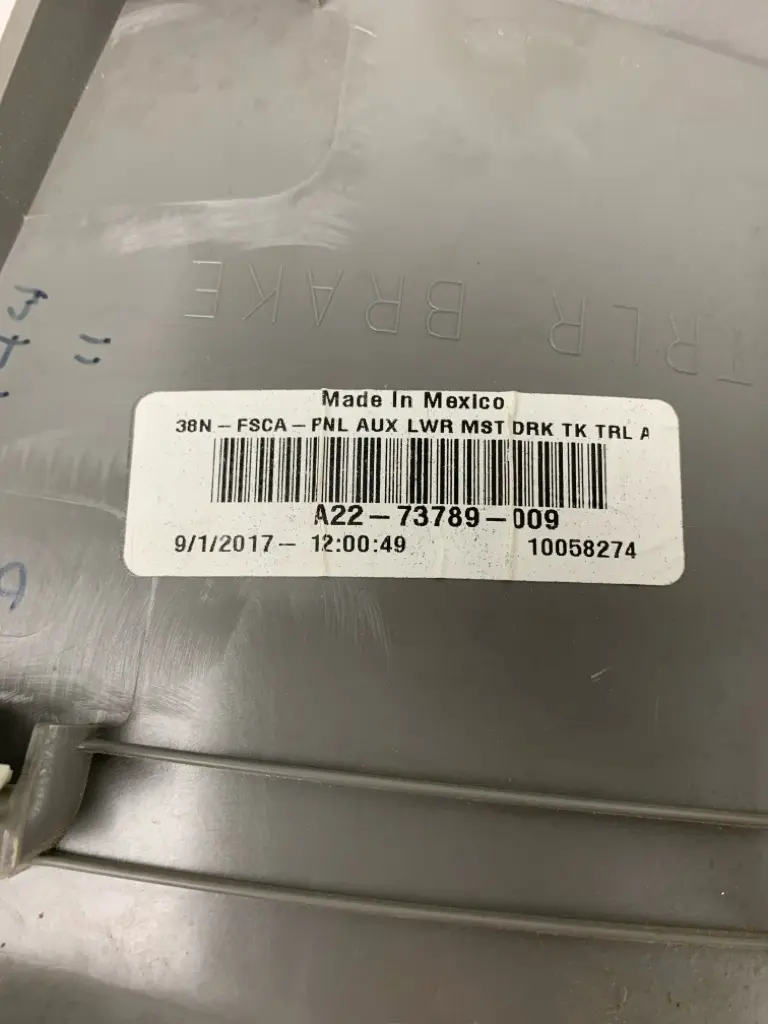 TRLR BRAKE
Made In Mexico
38N - FSCA - PNL AUX LWR MST DRK TK TRL A
A22-73789-009
9/1/2017 - 12:00:49 10058274